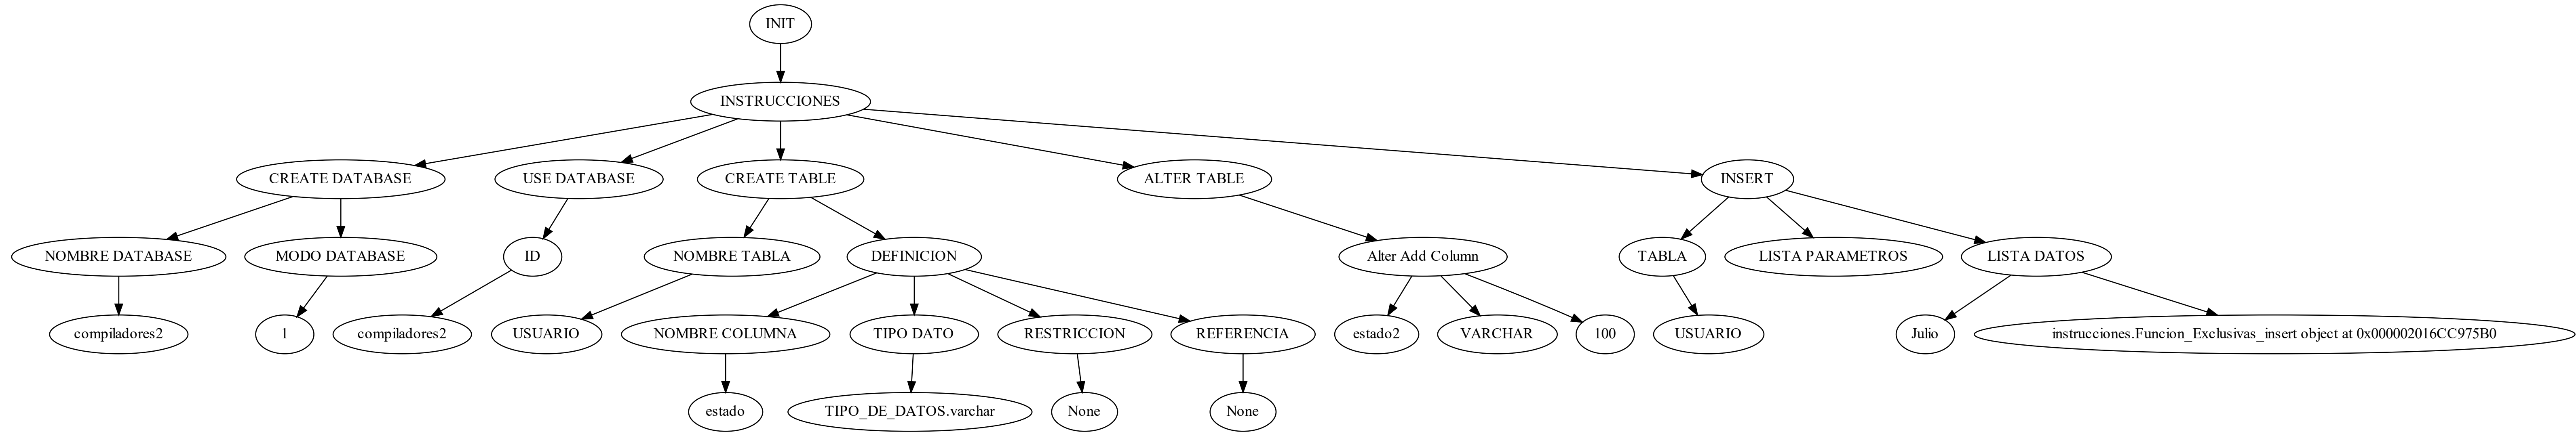 INIT
INSTRUCCIONES
CREATE DATABASE
USE DATABASE
CREATE TABLE
ALTER TABLE
INSERT
NOMBRE DATABASE
MODO DATABASE
ID
NOMBRE TABLA
DEFINICION
Alter Add Column
TABLA
LISTA PARAMETROS
LISTA DATOS
compiladores2
1
compiladores2
USUARIO
NOMBRE COLUMNA
TIPO DATO
RESTRICCION
REFERENCIA
estado2
VARCHAR
100
USUARIO
Julio
instrucciones.Funcion_Exclusivas_insert object at 0x000002016CC975B0
estado
TIPO_DE_DATOS.varchar
None
None